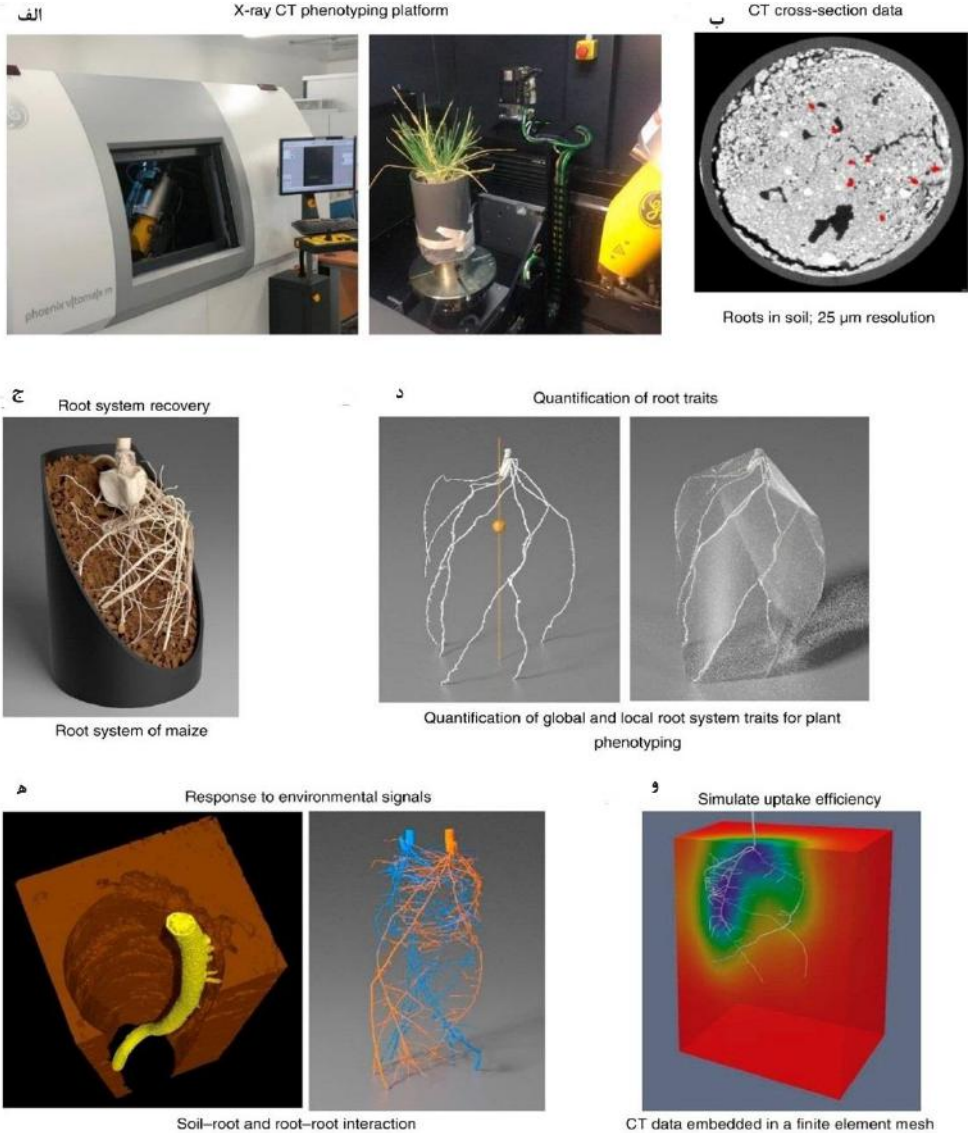 الف
X-ray CT phenotyping platform
ب
CT cross-section data
phoenix v|tome|x m
Roots in soil; 25 μm resolution
ج
Root system recovery
د
Quantification of root traits
Root system of maize
Quantification of global and local root system traits for plant
phenotyping
ه
Response to environmental signals
و
Simulate uptake efficiency
Soil–root and root–root interaction
CT data embedded in a finite element mesh